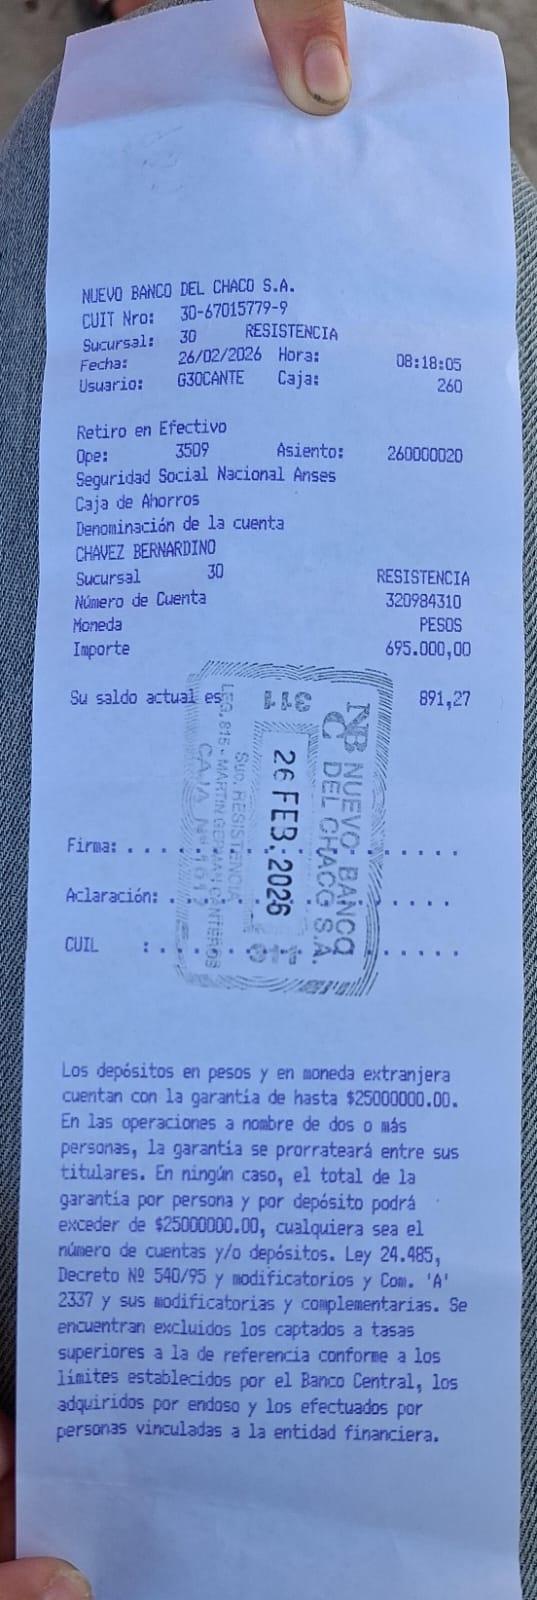 NUEVO BANCO DEL CHACO S.A.
CUIT Nro: 30-67015779-9
Sucursal: 30 RESISTENCIA
Fecha: 26/02/2026 Hora: 08:18:05
Usuario: G30CANTE Caja: 260
Retiro en Efectivo
Ope: 3509 Asiento: 260000020
Seguridad Social Nacional Anses
Caja de Ahorros
Denominación de la cuenta
CHAVEZ BERNARDINO
Sucursal 30 RESISTENCIA
Número de Cuenta 320984310
Moneda PESOS
Importe 695.000,00
Su saldo actual es 891,27
NBC NUEVO BANCO
DEL CHACO S.A.
311
26 FEB. 2026
Suc. RESISTENCIA
LEG. 815 - MARTIN GERMAN CANTEROS
CAJA Nº
Firma: . . . . . . . . . . . . . . . . . . . .
Aclaración: . . . . . . . . . . . . . . . . .
CUIL : . . . . . . . . . . . . . . . . . .
Los depósitos en pesos y en moneda extranjera
cuentan con la garantía de hasta $25000000.00.
En las operaciones a nombre de dos o más
personas, la garantía se prorrateará entre sus
titulares. En ningún caso, el total de la
garantía por persona y por depósito podrá
exceder de $25000000.00, cualquiera sea el
número de cuentas y/o depósitos. Ley 24.485,
Decreto Nº 540/95 y modificatorios y Com. 'A'
2337 y sus modificatorias y complementarias. Se
encuentran excluidos los captados a tasas
superiores a la de referencia conforme a los
límites establecidos por el Banco Central, los
adquiridos por endoso y los efectuados por
personas vinculadas a la entidad financiera.